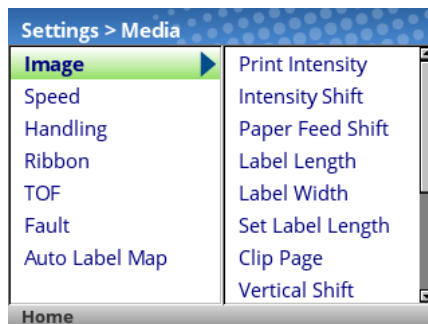 Settings > Media
Image
Speed
Handling
Ribbon
TOF
Fault
Auto Label Map
Print Intensity
Intensity Shift
Paper Feed Shift
Label Length
Label Width
Set Label Length
Clip Page
Vertical Shift
Home